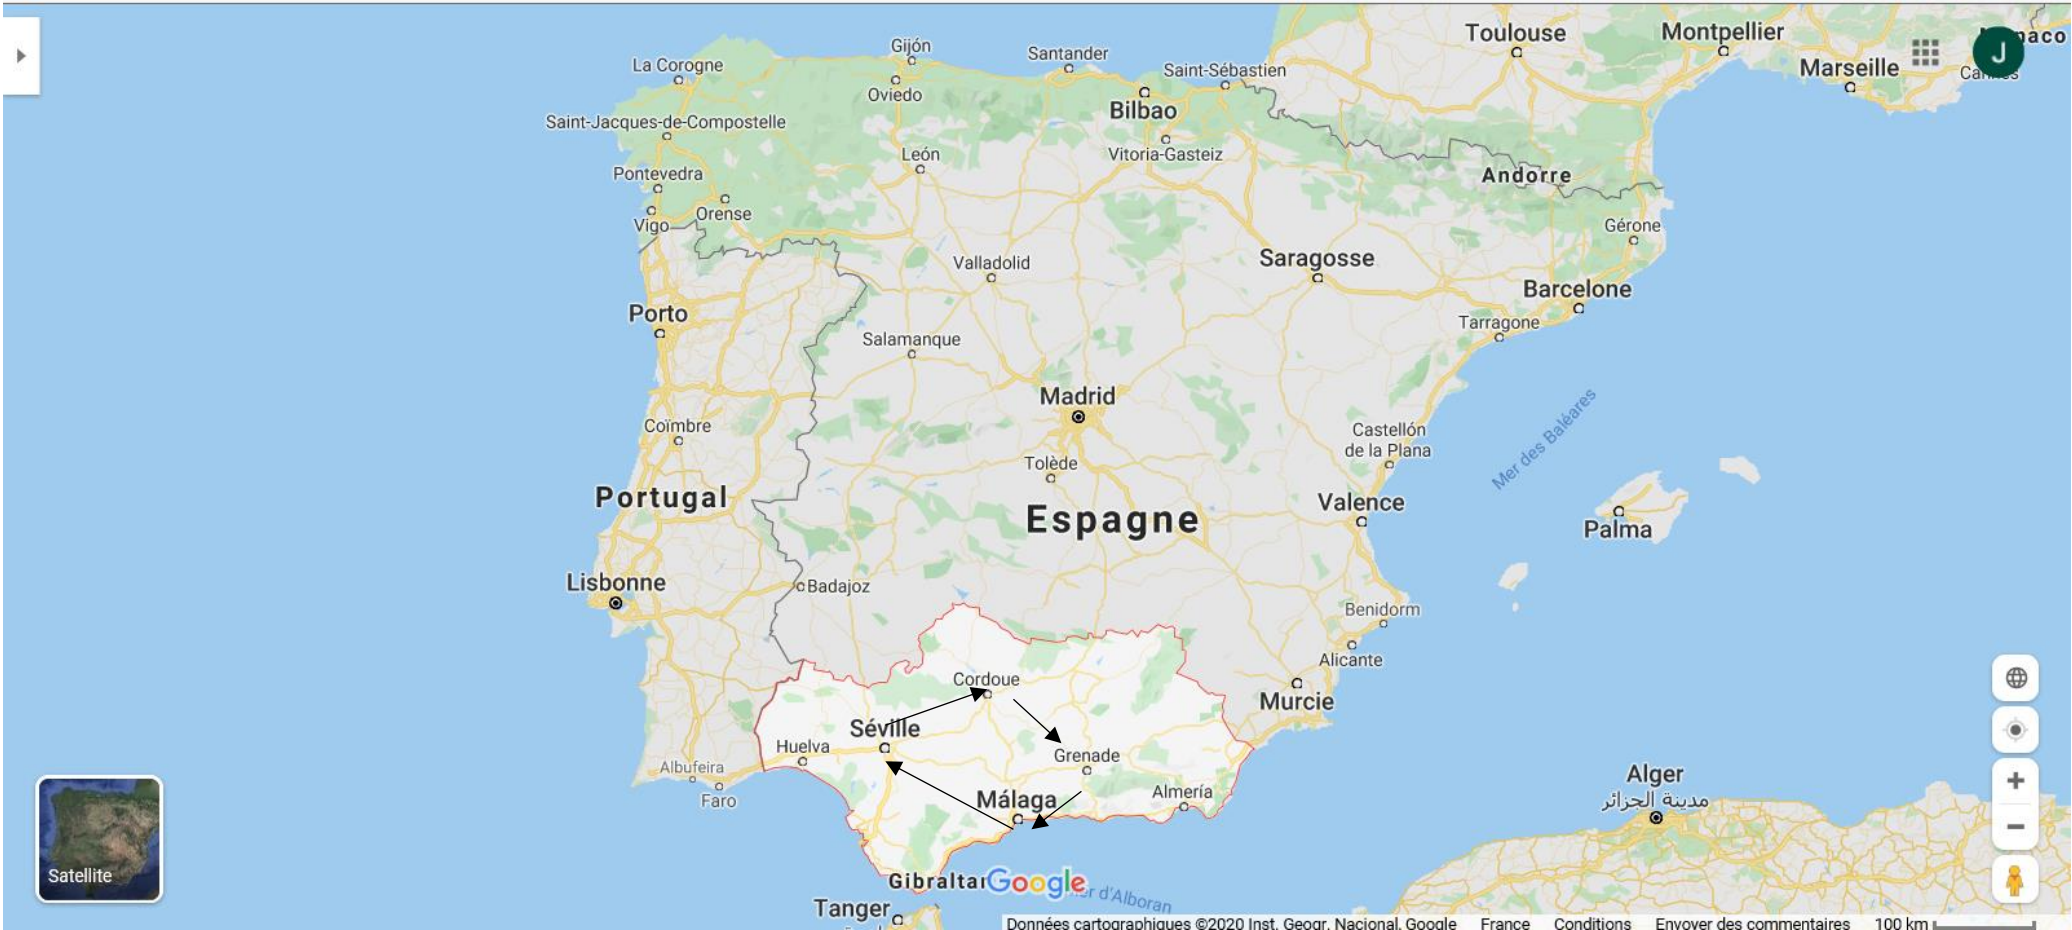 Toulouse
Montpellier
naco
J
Marseille
Cannes
Gijón
La Corogne
Santander
Saint-Sébastien
Oviedo
Bilbao
Saint-Jacques-de-Compostelle
León
Vitoria-Gasteiz
Pontevedra
Andorre
Orense
Vigo
Gérone
Valladolid
Saragosse
Barcelone
Porto
Tarragone
Salamanque
Madrid
Mer des Baléares
Coïmbre
Castellón
de la Plana
Tolède
Portugal
Valence
Espagne
Palma
Lisbonne
Badajoz
Benidorm
Alicante
Cordoue
Murcie
Séville
Huelva
Grenade
Albufeira
Alger
مدينة الجزائر
Faro
Málaga
Almería
Satellite
Gibraltar
Google
er d'Alboran
Tanger
Données cartographiques ©2020 Inst. Geogr. Nacional, Google France Conditions Envoyer des commentaires 100 km